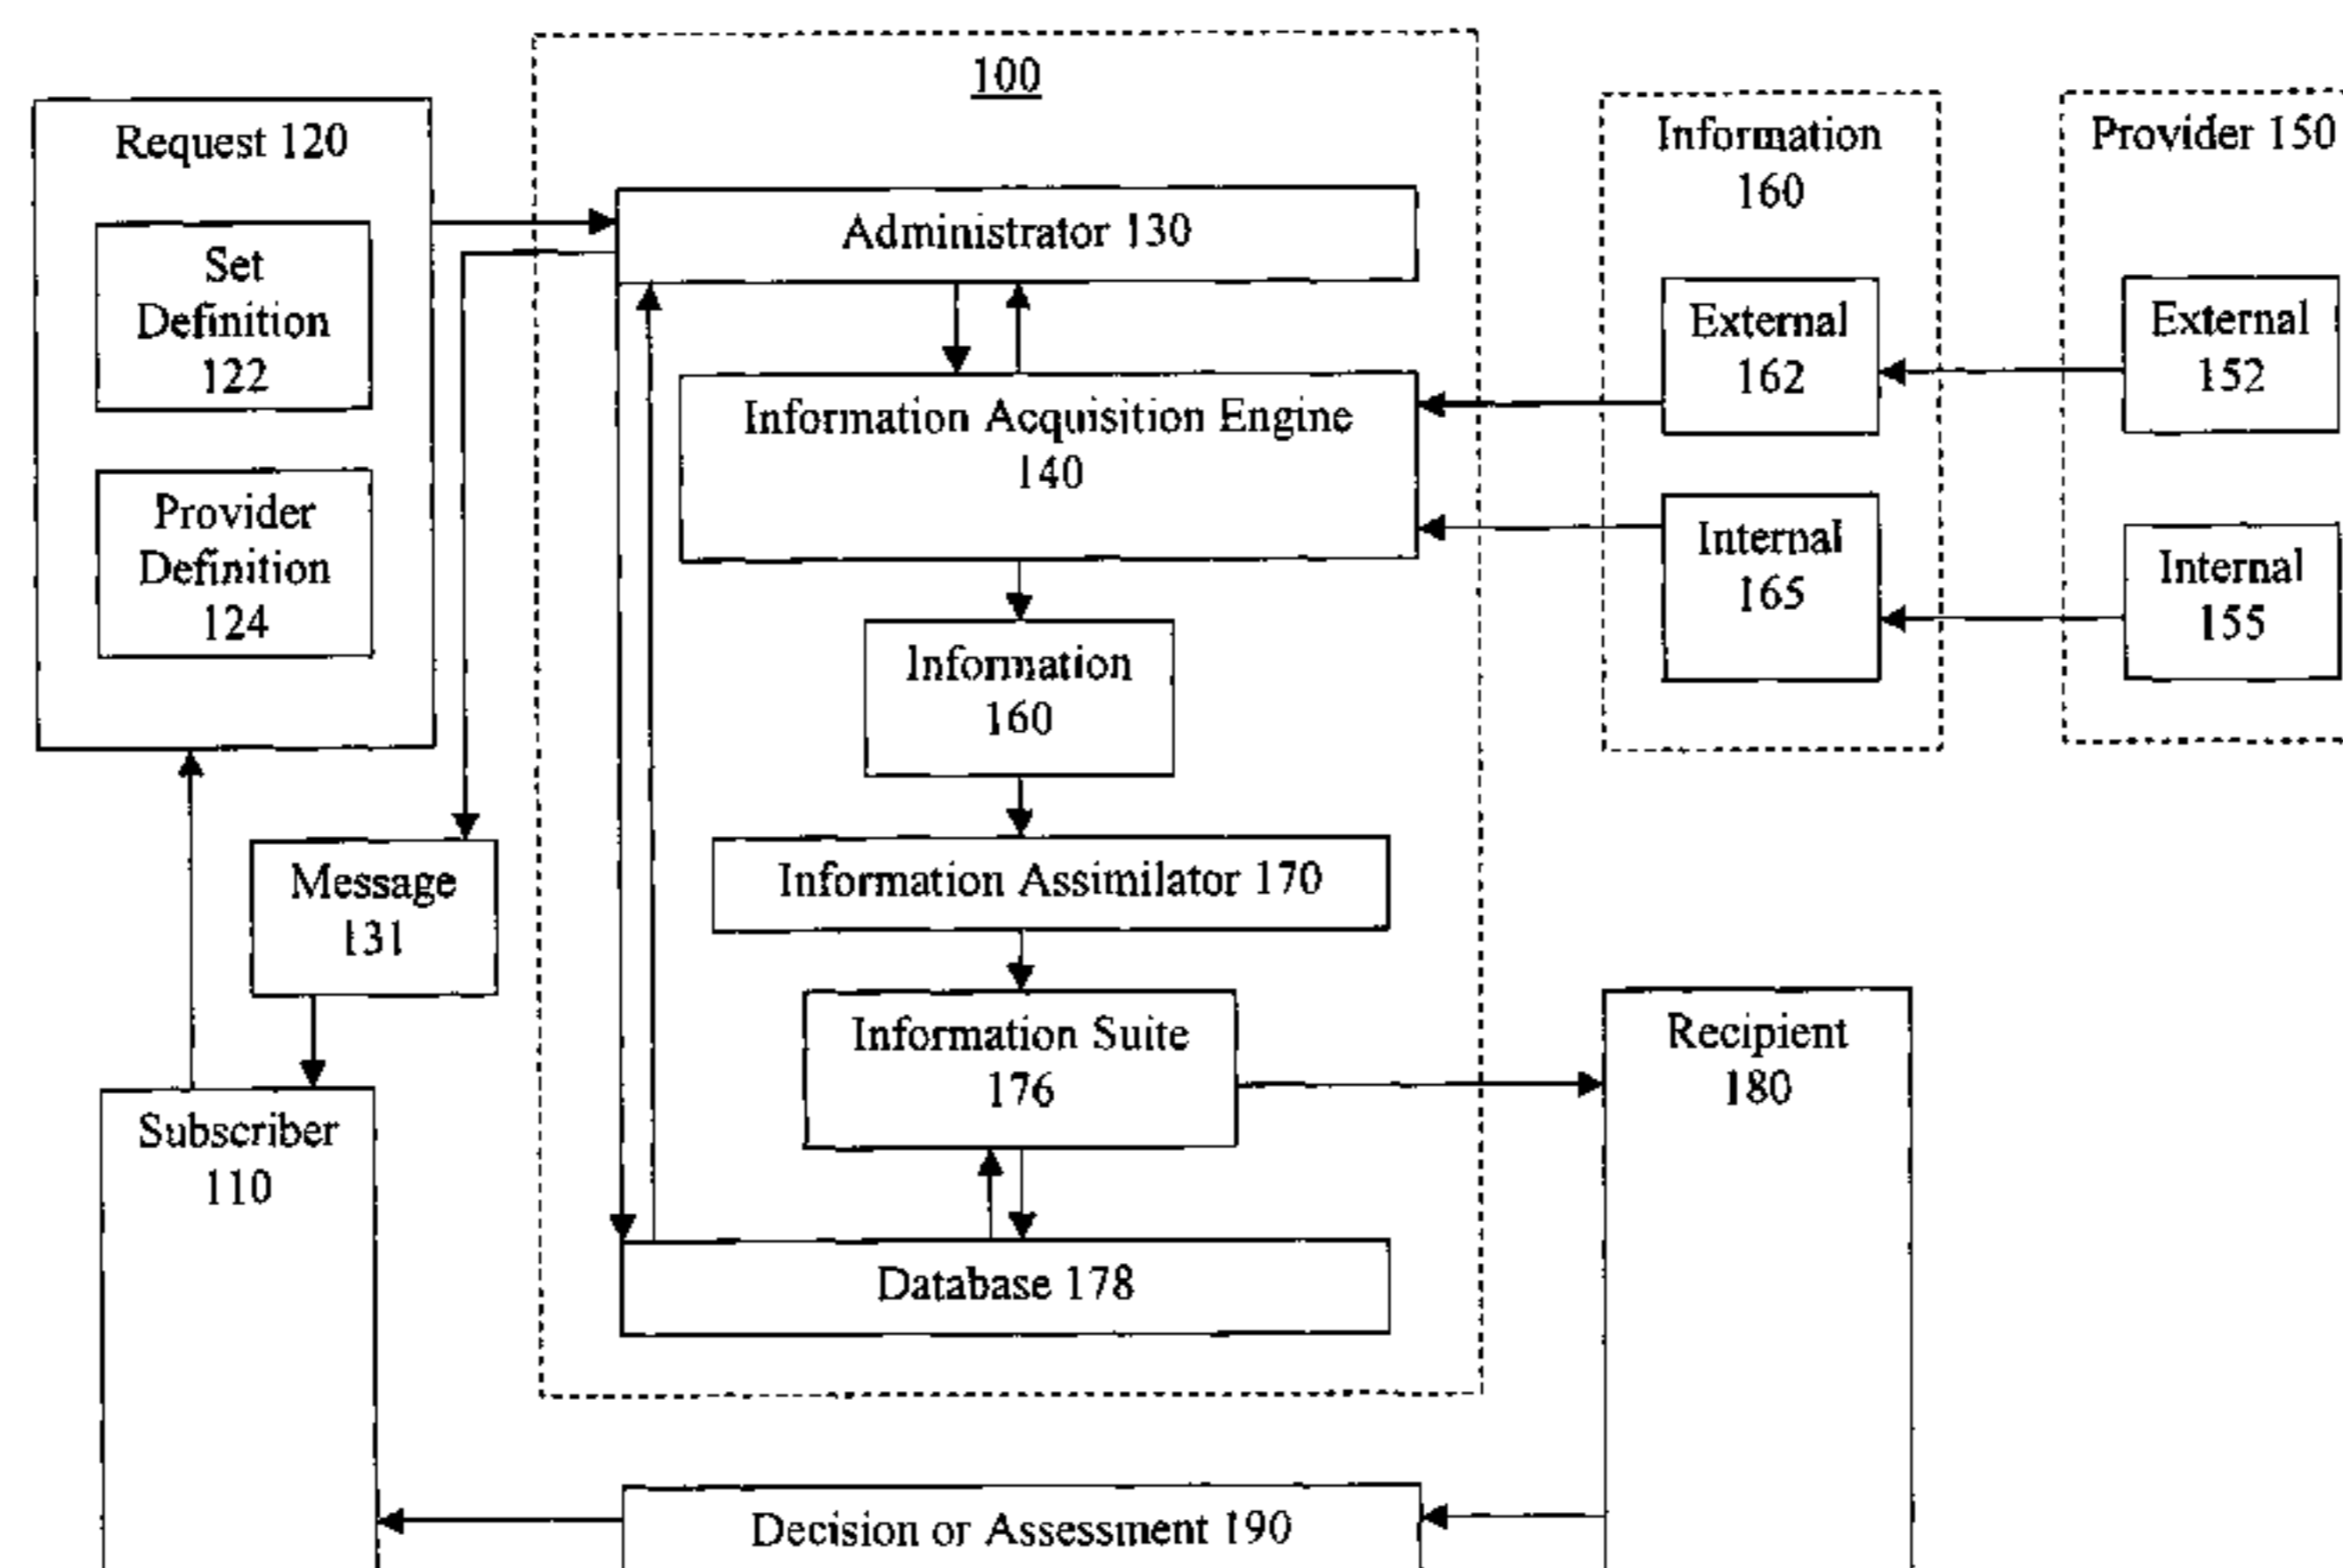 100
Request 120
Set
Definition
122
Provider
Definition
124
Message
131
Subscriber
110
Administrator 130
Information Acquisition Engine
140
Information
160
Information Assimilator 170
Information Suite
176
Database 178
Information
160
External
162
Internal
165
Provider 150
External
152
Internal
155
Recipient
180
Decision or Assessment 190